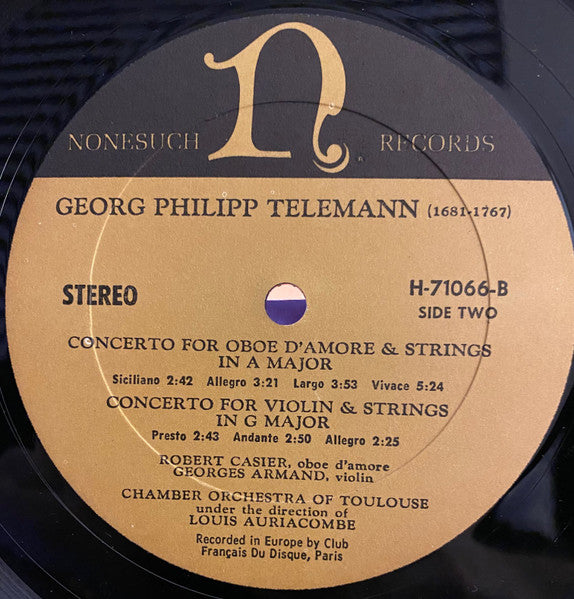 NONESUCH n RECORDS
GEORG PHILIPP TELEMANN (1681-1767)
STEREO
H-71066-B
SIDE TWO
CONCERTO FOR OBOE D'AMORE & STRINGS
IN A MAJOR
Siciliano 2:42 Allegro 3:21 Largo 3:53 Vivace 5:24
CONCERTO FOR VIOLIN & STRINGS
IN G MAJOR
Presto 2:43 Andante 2:50 Allegro 2:25
ROBERT CASIER, oboe d'amore
GEORGES ARMAND, violin
CHAMBER ORCHESTRA OF TOULOUSE
under the direction of
LOUIS AURIACOMBE
Recorded in Europe by Club
Français Du Disque, Paris